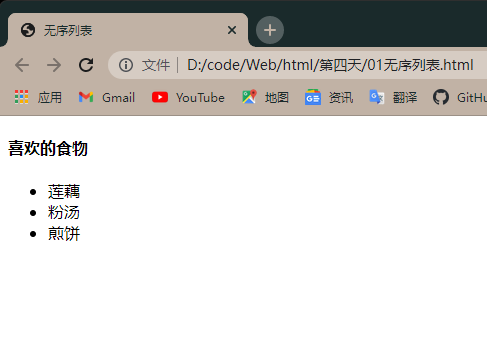 无序列表
文件 | D:/code/Web/html/第四天/01无序列表.html
应用 Gmail YouTube 地图 资讯 翻译 GitHu
喜欢的食物
莲藕
粉汤
煎饼